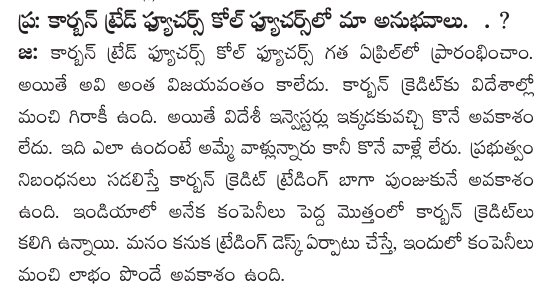 ప్ర: కార్బన్ ట్రేడ్ ఫ్యూచర్స్ కోల్ ఫ్యూచర్స్‌లో మా అనుభవాలు. . ?
జ: కార్బన్ ట్రేడ్ ఫ్యూచర్స్ కోల్ ఫ్యూచర్స్ గత ఏప్రిల్‌లో ప్రారంభించాం.
అయితే అవి అంత విజయవంతం కాలేదు. కార్బన్ క్రెడిట్‌కు విదేశాల్లో
మంచి గిరాకీ ఉంది. అయితే విదేశీ ఇన్వెస్టర్లు ఇక్కడకువచ్చి కొనే అవకాశం
లేదు. ఇది ఎలా ఉందంటే అమ్మే వాళ్లున్నారు కానీ కొనే వాళ్లే లేరు. ప్రభుత్వం
నిబంధనలు సడలిస్తే కార్బన్ క్రెడిట్ ట్రేడింగ్ బాగా పుంజుకునే అవకాశం
ఉంది. ఇండియాలో అనేక కంపెనీలు పెద్ద మొత్తంలో కార్బన్ క్రెడిట్‌లు
కలిగి ఉన్నాయి. మనం కనుక ట్రేడింగ్ డెస్క్ ఏర్పాటు చేస్తే, ఇందులో కంపెనీలు
మంచి లాభం పొందే అవకాశం ఉంది.